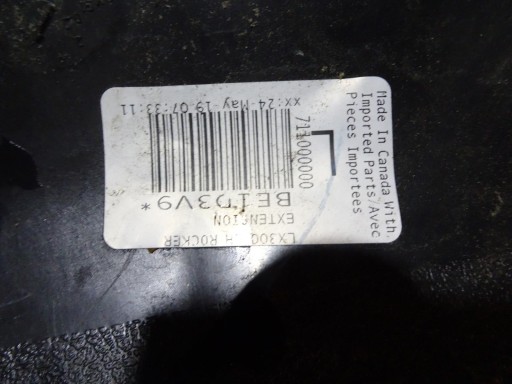 LX300 H ROCKER
EXTENSION
BEID3V9*
xx:24 May 19 07:33:11
L
711000000
Made In Canada With
Imported Parts/Avec
Pieces Importees